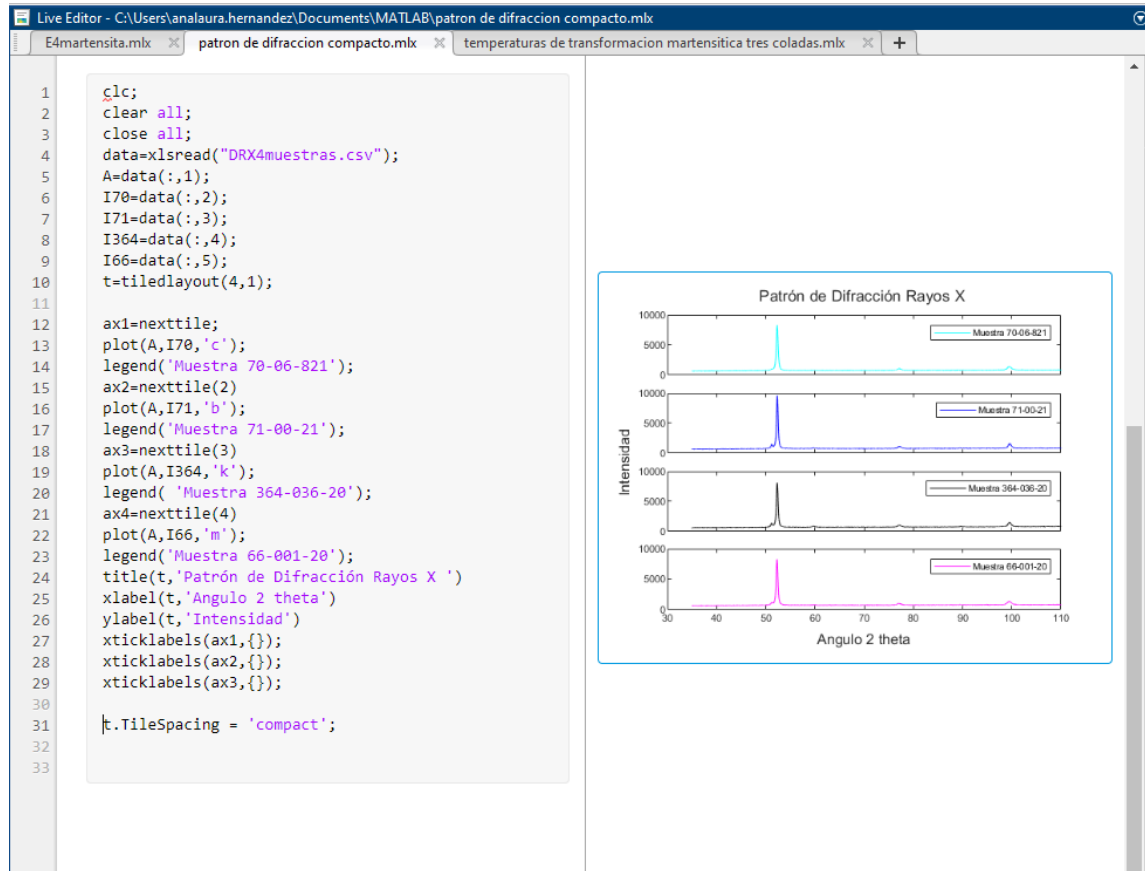 Live Editor - C:\Users\analaura.hernandez\Documents\MATLAB\patron de difraccion compacto.mlx
E4martensita.mlx patron de difraccion compacto.mlx temperaturas de transformacion martensitica tres coladas.mlx +
1 clc;
2 clear all;
3 close all;
4 data=xlsread("DRX4muestras.csv");
5 A=data(:,1);
6 I70=data(:,2);
7 I71=data(:,3);
8 I364=data(:,4);
9 I66=data(:,5);
10 t=tiledlayout(4,1);
11
12 ax1=nexttile;
13 plot(A,I70,'c');
14 legend('Muestra 70-06-821');
15 ax2=nexttile(2)
16 plot(A,I71,'b');
17 legend('Muestra 71-00-21');
18 ax3=nexttile(3)
19 plot(A,I364,'k');
20 legend( 'Muestra 364-036-20');
21 ax4=nexttile(4)
22 plot(A,I66,'m');
23 legend('Muestra 66-001-20');
24 title(t,'Patrón de Difracción Rayos X ')
25 xlabel(t,'Angulo 2 theta')
26 ylabel(t,'Intensidad')
27 xticklabels(ax1,{});
28 xticklabels(ax2,{});
29 xticklabels(ax3,{});
30
31 t.TileSpacing = 'compact';
32
33
Patrón de Difracción Rayos X
Intensidad
10000
5000
0
Muestra 70-06-821
10000
5000
0
Muestra 71-00-21
10000
5000
0
Muestra 364-036-20
10000
5000
0
Muestra 66-001-20
30 40 50 60 70 80 90 100 110
Angulo 2 theta